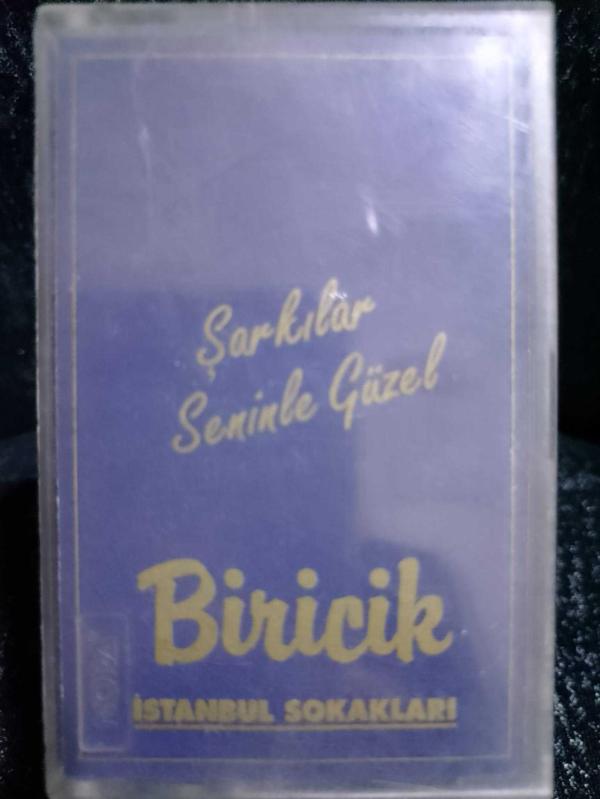 Şarkılar
Seninle Güzel
Biricik
İSTANBUL SOKAKLARI